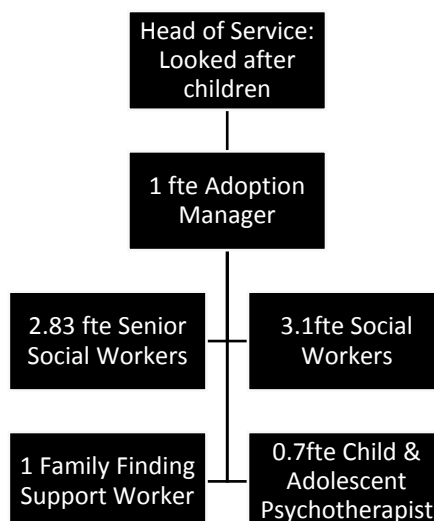 Head of Service:
Looked after
children
1 fte Adoption
Manager
2.83 fte Senior
Social Workers
3.1fte Social
Workers
1 Family Finding
Support Worker
0.7fte Child &
Adolescent
Psychotherapist